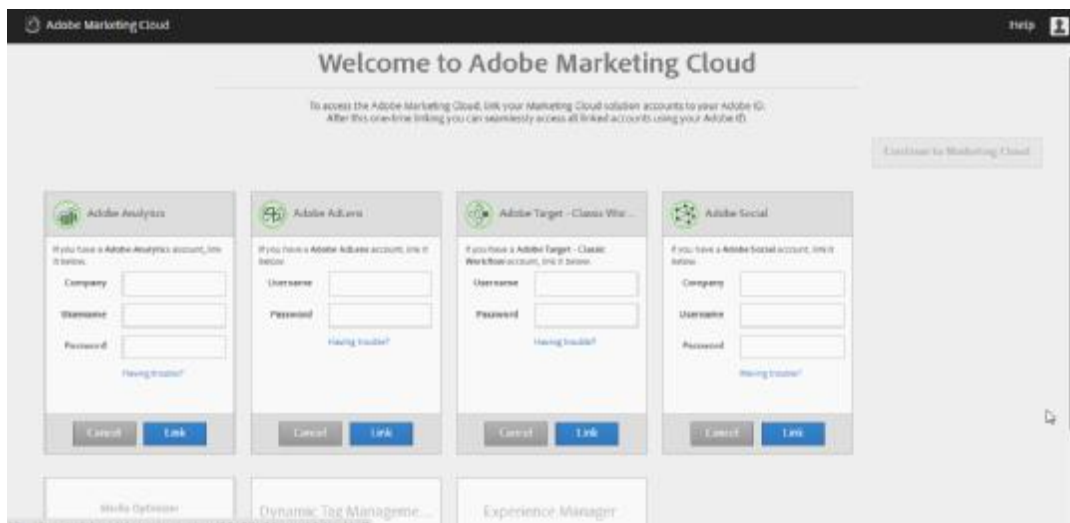 Adobe Marketing Cloud
Help
Welcome to Adobe Marketing Cloud
To access the Adobe Marketing Cloud, link your Marketing Cloud solution accounts to your Adobe ID.
After this one-time linking you can seamlessly access all linked accounts using your Adobe ID.
Continue to Marketing Cloud
Adobe Analytics
If you have a Adobe Analytics account, link
it below.
Company
Username
Password
Having trouble?
Cancel
Link
Adobe AdLens
If you have a Adobe AdLens account, link it
below.
Username
Password
Having trouble?
Cancel
Link
Adobe Target - Classic Wor...
If you have a Adobe Target - Classic
Workflow account, link it below.
Username
Password
Having trouble?
Cancel
Link
Adobe Social
If you have a Adobe Social account, link it
below.
Company
Username
Password
Having trouble?
Cancel
Link
Media Optimizer
Dynamic Tag Manageme...
Experience Manager